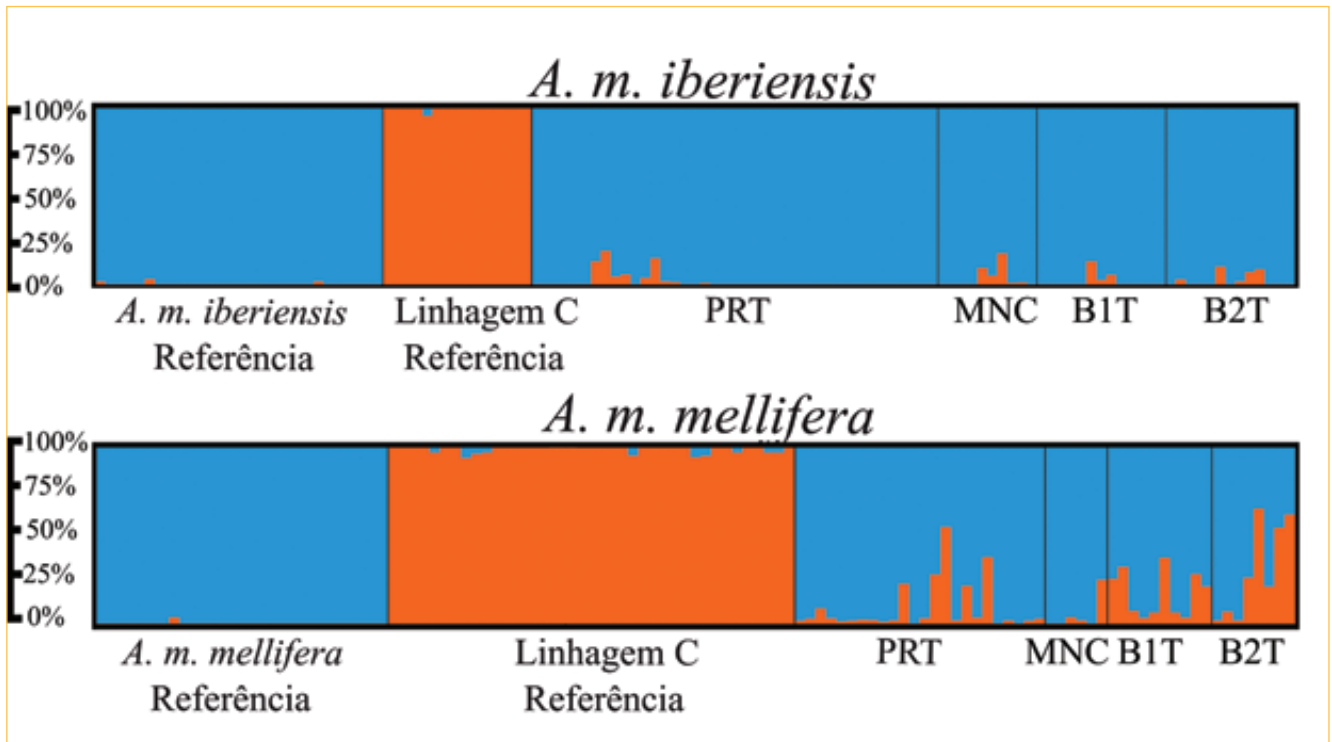 A. m. iberiensis
100%
75%
50%
25%
0%
A. m. iberiensis
Referência
Linhagem C
Referência
PRT
MNC
B1T
B2T
A. m. mellifera
100%
75%
50%
25%
0%
A. m. mellifera
Referência
Linhagem C
Referência
PRT
MNC
B1T
B2T